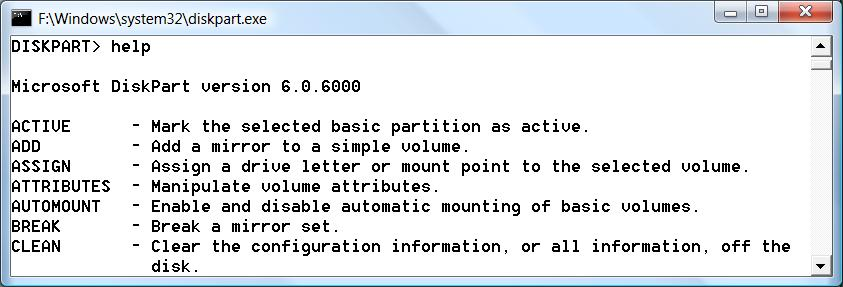 F:\Windows\system32\diskpart.exe
DISKPART> help
Microsoft DiskPart version 6.0.6000
ACTIVE - Mark the selected basic partition as active.
ADD - Add a mirror to a simple volume.
ASSIGN - Assign a drive letter or mount point to the selected volume.
ATTRIBUTES - Manipulate volume attributes.
AUTOMOUNT - Enable and disable automatic mounting of basic volumes.
BREAK - Break a mirror set.
CLEAN - Clear the configuration information, or all information, off the
disk.